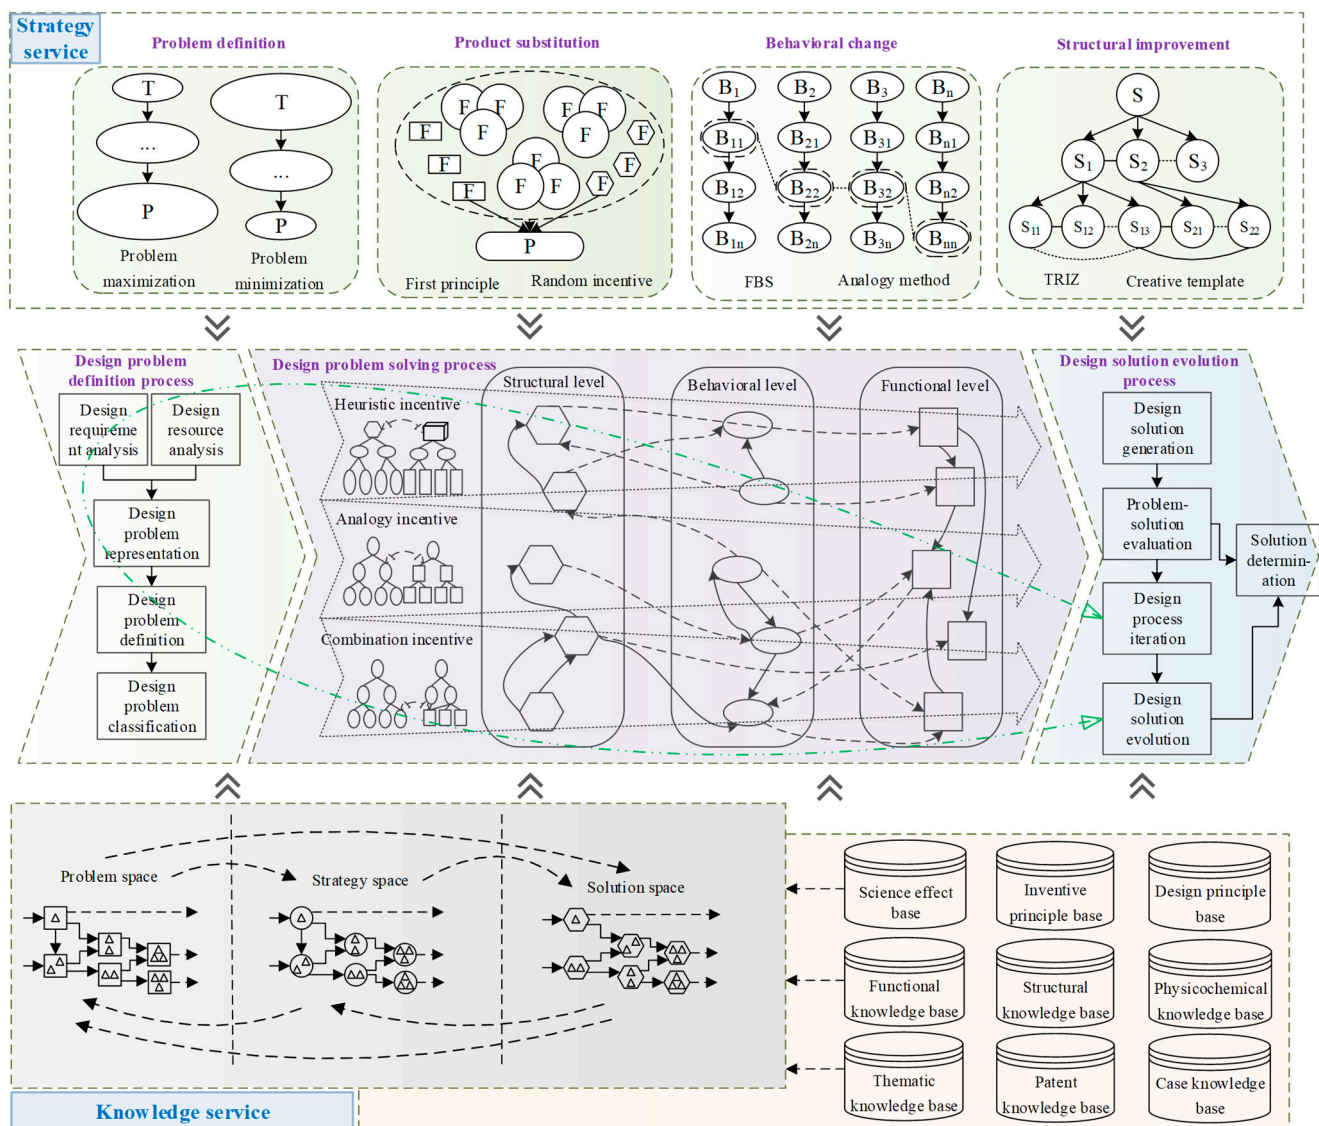 Strategy
service
Problem definition
T
...
P
Problem
maximization
T
...
P
Problem
minimization
Product substitution
F F F F
F F F F
F F F
F F F F
P
First principle Random incentive
Behavioral change
B1 B2 B3 Bn
B11 B21 B31 Bn1
B12 B22 B32 Bn2
B1n B2n B3n Bnn
FBS Analogy method
Structural improvement
S
S1 S2 S3
S11 S12 S13 S21 S22
TRIZ Creative template
Design problem
definition process
Design
requireme
nt analysis
Design
resource
analysis
Design
problem
representation
Design
problem
definition
Design
problem
classification
Design problem solving process
Heuristic incentive
Analogy incentive
Combination incentive
Structural level
Behavioral level
Functional level
Design solution evolution
process
Design
solution
generation
Problem-
solution
evaluation
Solution
determin-
ation
Design
process
iteration
Design
solution
evolution
Problem space
Strategy space
Solution space
Science effect
base
Inventive
principle base
Design principle
base
Functional
knowledge base
Structural
knowledge base
Physicochemical
knowledge base
Thematic
knowledge base
Patent
knowledge base
Case knowledge
base
Knowledge service